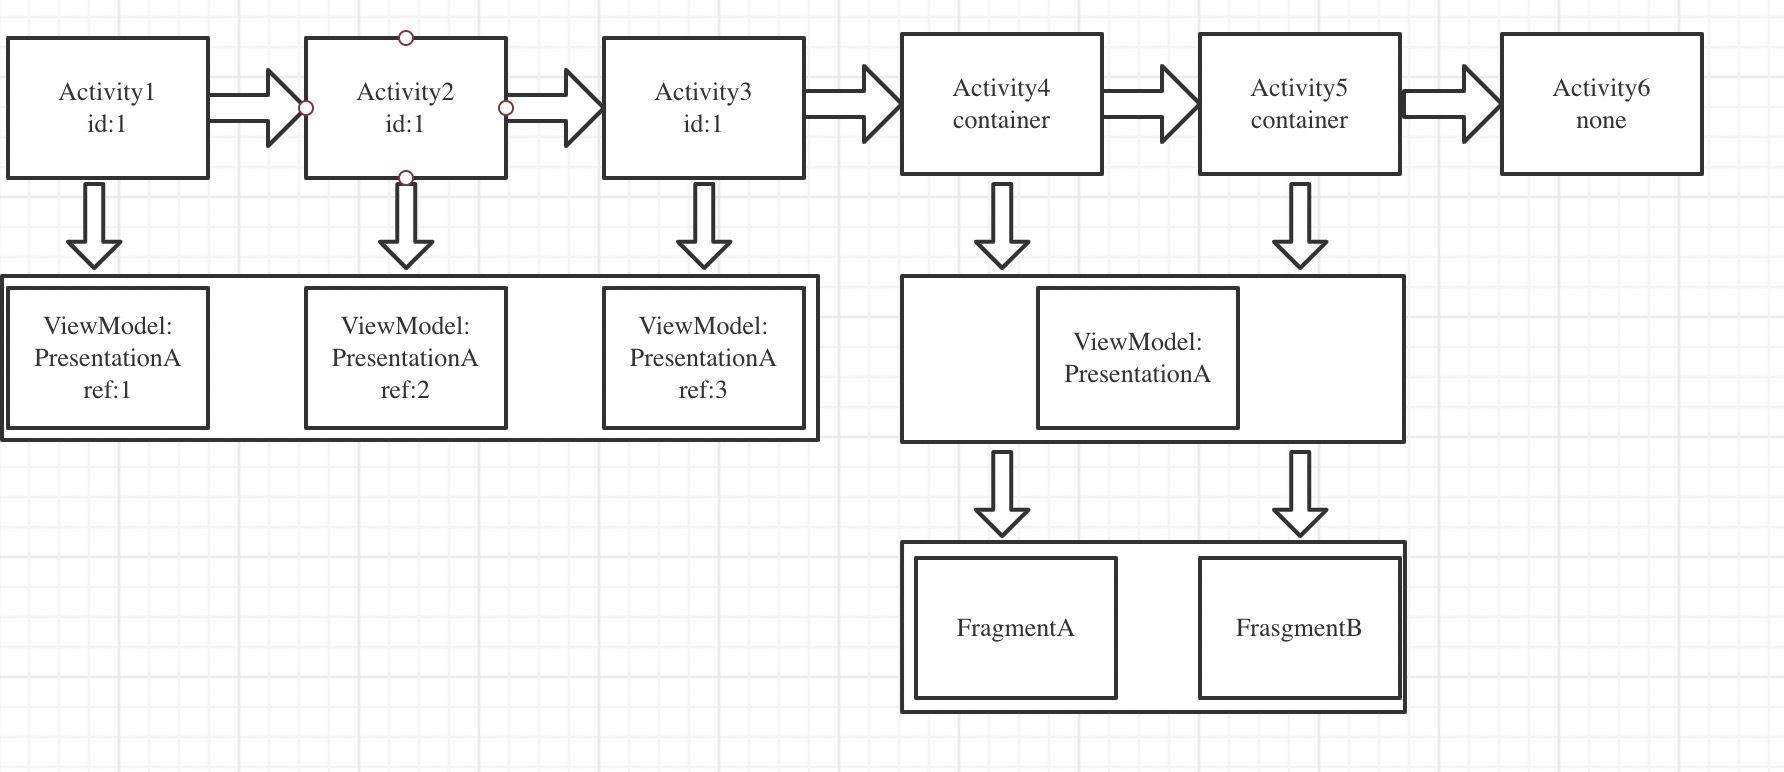 Activity1
id:1
Activity2
id:1
Activity3
id:1
Activity4
container
Activity5
container
Activity6
none
ViewModel:
PresentationA
ref:1
ViewModel:
PresentationA
ref:2
ViewModel:
PresentationA
ref:3
ViewModel:
PresentationA
FragmentA
FrasgmentB